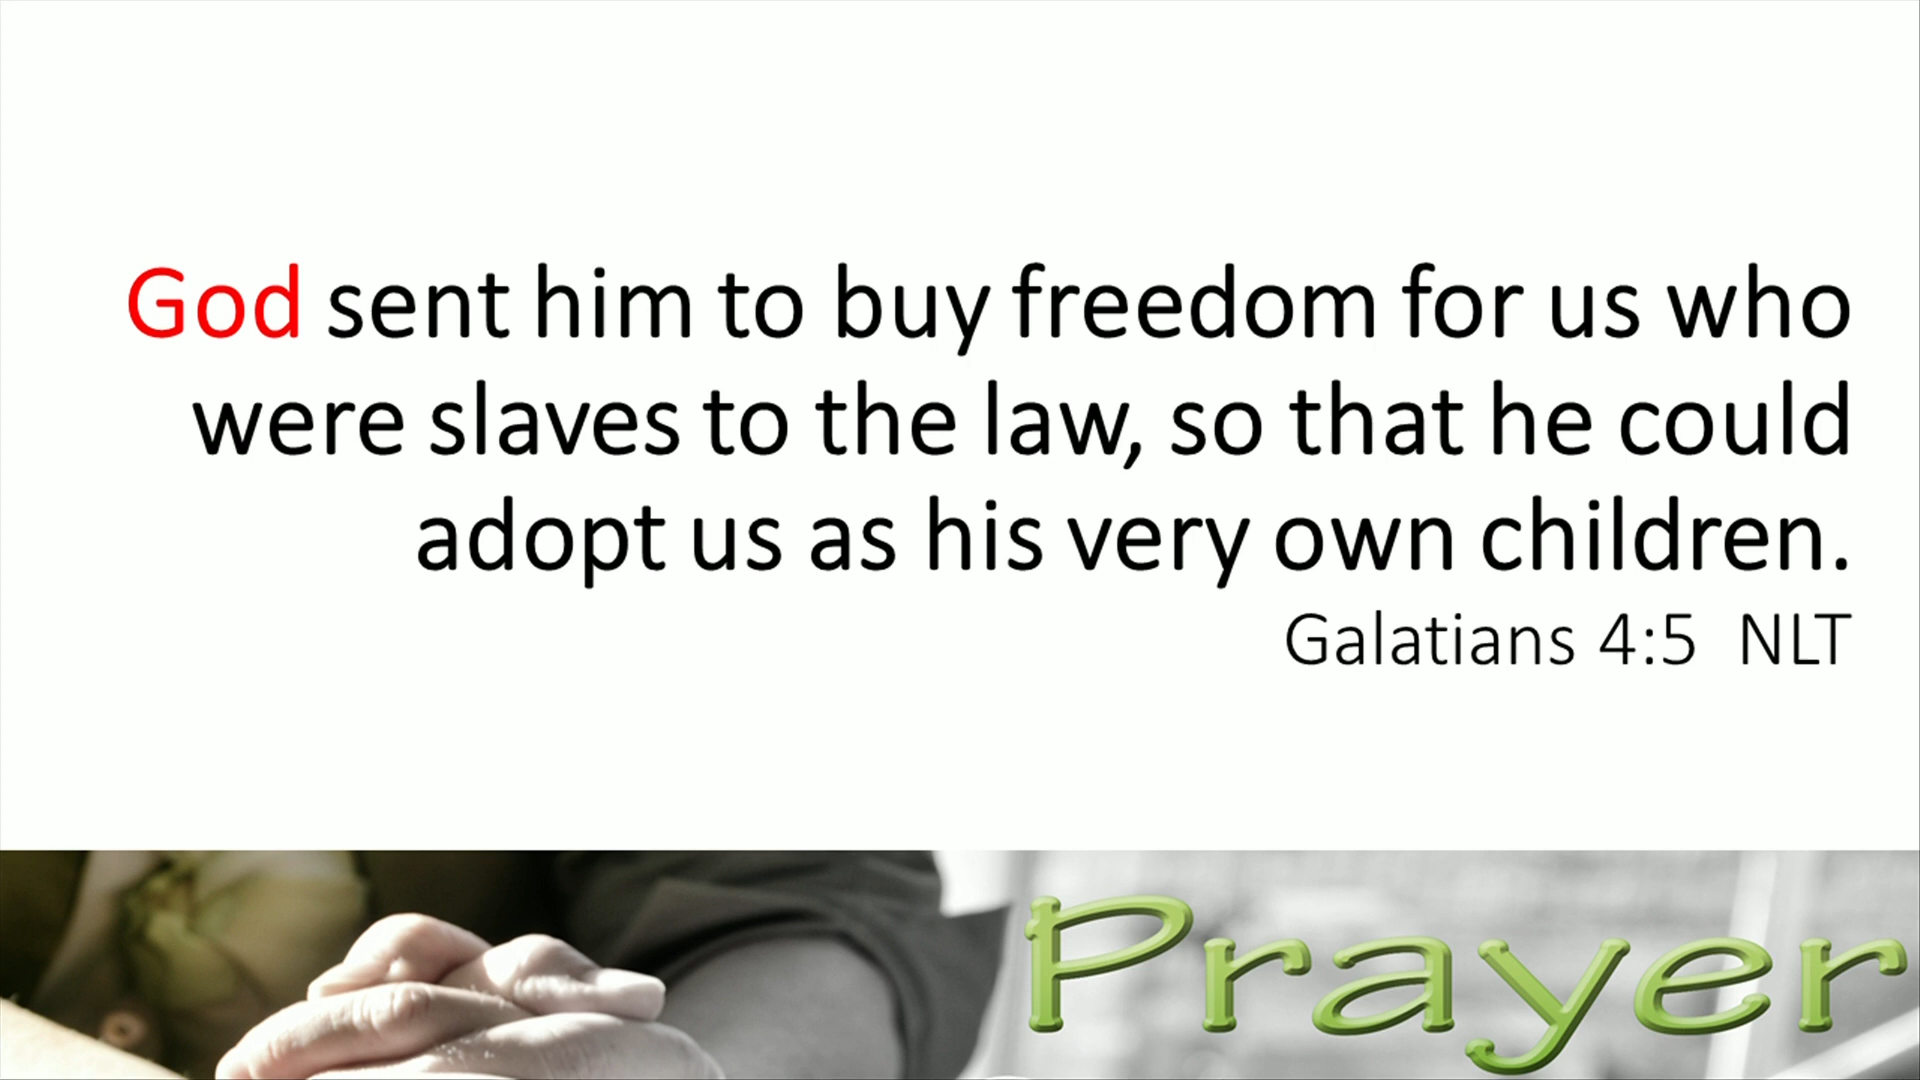 God sent him to buy freedom for us who
were slaves to the law, so that he could
adopt us as his very own children.
Galatians 4:5  NLT
Prayer